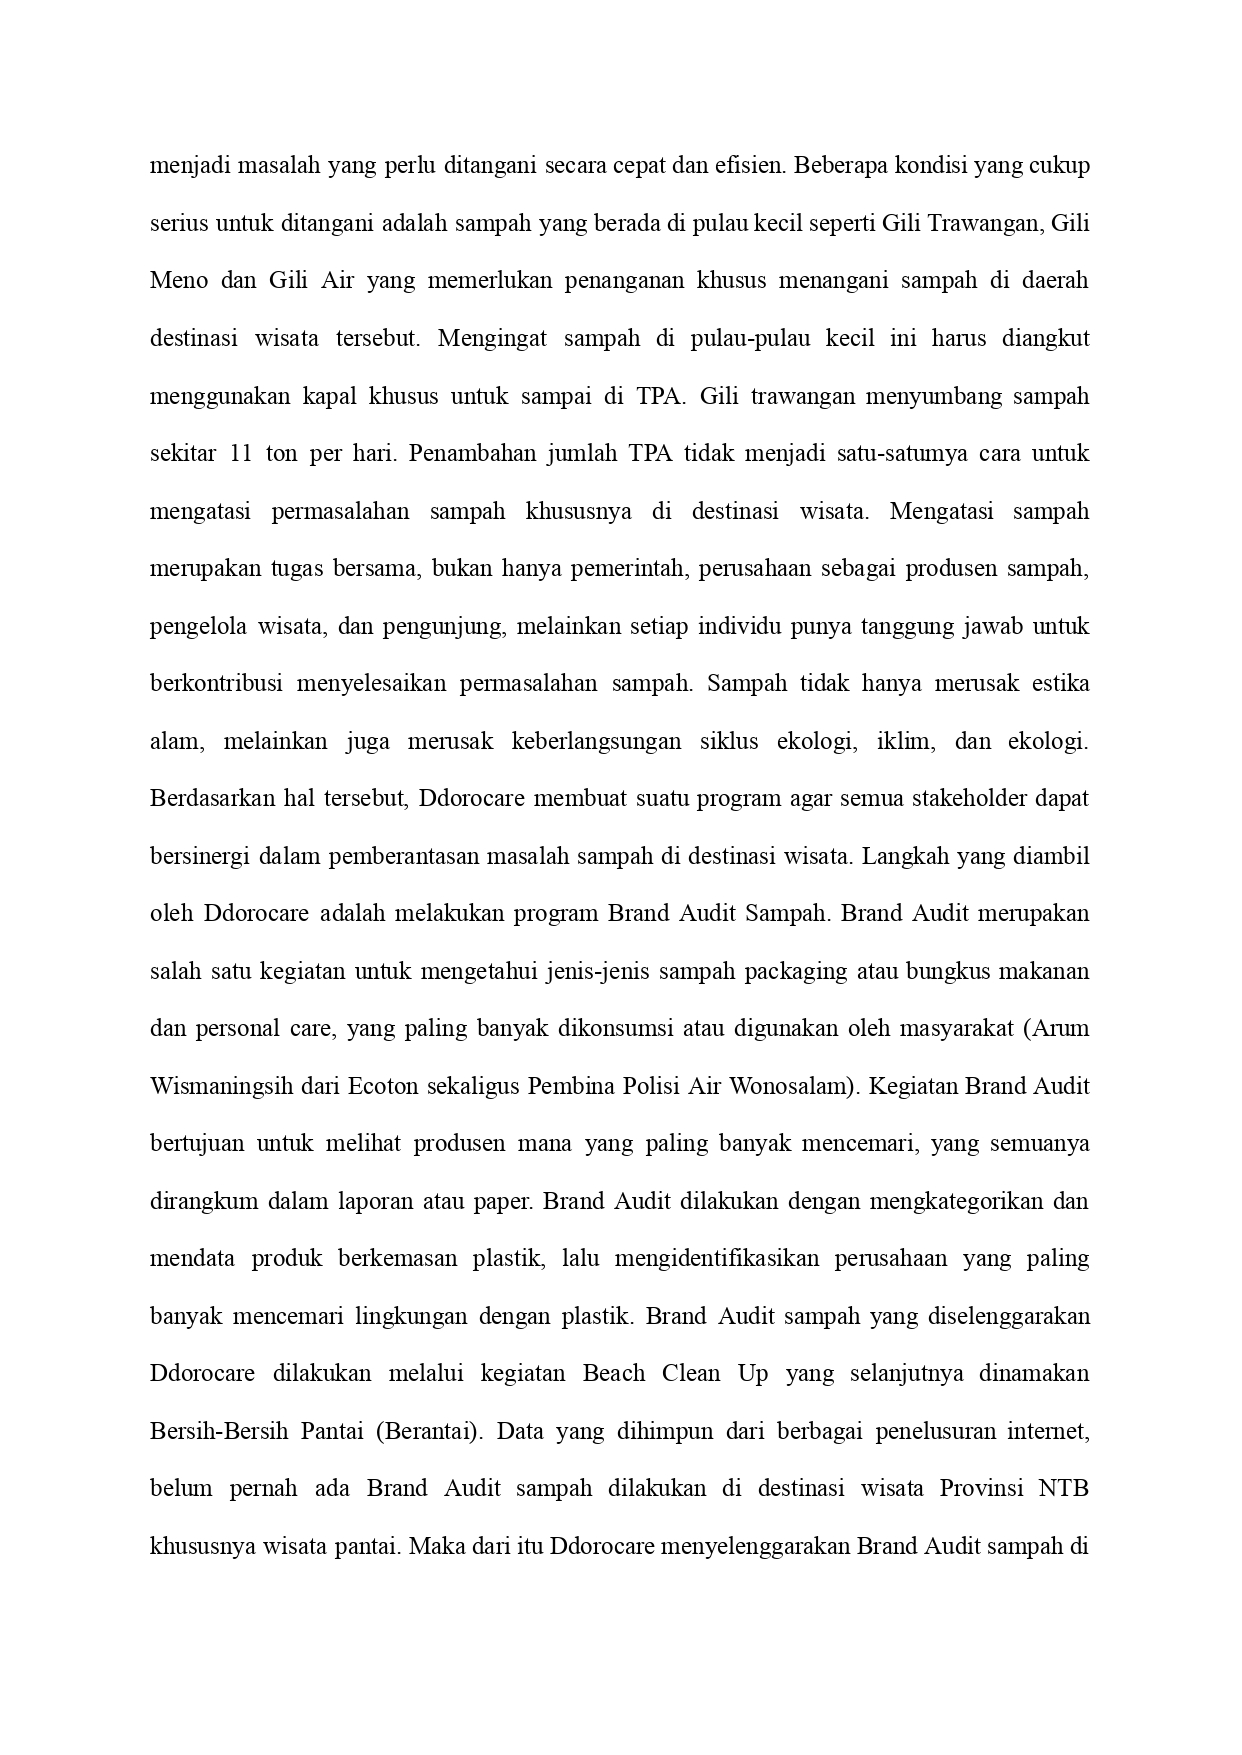 menjadi masalah yang perlu ditangani secara cepat dan efisien. Beberapa kondisi yang cukup
serius untuk ditangani adalah sampah yang berada di pulau kecil seperti Gili Trawangan, Gili
Meno dan Gili Air yang memerlukan penanganan khusus menangani sampah di daerah
destinasi wisata tersebut. Mengingat sampah di pulau-pulau kecil ini harus diangkut
menggunakan kapal khusus untuk sampai di TPA. Gili trawangan menyumbang sampah
sekitar 11 ton per hari. Penambahan jumlah TPA tidak menjadi satu-satumya cara untuk
mengatasi permasalahan sampah khususnya di destinasi wisata. Mengatasi sampah
merupakan tugas bersama, bukan hanya pemerintah, perusahaan sebagai produsen sampah,
pengelola wisata, dan pengunjung, melainkan setiap individu punya tanggung jawab untuk
berkontribusi menyelesaikan permasalahan sampah. Sampah tidak hanya merusak estika
alam, melainkan juga merusak keberlangsungan siklus ekologi, iklim, dan ekologi.
Berdasarkan hal tersebut, Ddorocare membuat suatu program agar semua stakeholder dapat
bersinergi dalam pemberantasan masalah sampah di destinasi wisata. Langkah yang diambil
oleh Ddorocare adalah melakukan program Brand Audit Sampah. Brand Audit merupakan
salah satu kegiatan untuk mengetahui jenis-jenis sampah packaging atau bungkus makanan
dan personal care, yang paling banyak dikonsumsi atau digunakan oleh masyarakat (Arum
Wismaningsih dari Ecoton sekaligus Pembina Polisi Air Wonosalam). Kegiatan Brand Audit
bertujuan untuk melihat produsen mana yang paling banyak mencemari, yang semuanya
dirangkum dalam laporan atau paper. Brand Audit dilakukan dengan mengkategorikan dan
mendata produk berkemasan plastik, lalu mengidentifikasikan perusahaan yang paling
banyak mencemari lingkungan dengan plastik. Brand Audit sampah yang diselenggarakan
Ddorocare dilakukan melalui kegiatan Beach Clean Up yang selanjutnya dinamakan
Bersih-Bersih Pantai (Berantai). Data yang dihimpun dari berbagai penelusuran internet,
belum pernah ada Brand Audit sampah dilakukan di destinasi wisata Provinsi NTB
khususnya wisata pantai. Maka dari itu Ddorocare menyelenggarakan Brand Audit sampah di